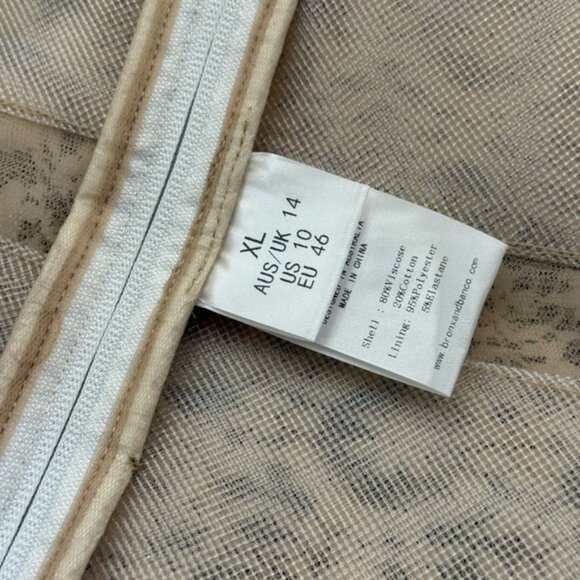 XL
AUS/UK 14
US 10
EU 46
DESIGNED IN AUSTRALIA
MADE IN CHINA
Shell : 80%Viscose
20%Cotton
Lining: 95%Polyester
5%Elastane
www.bronxandbanco.com